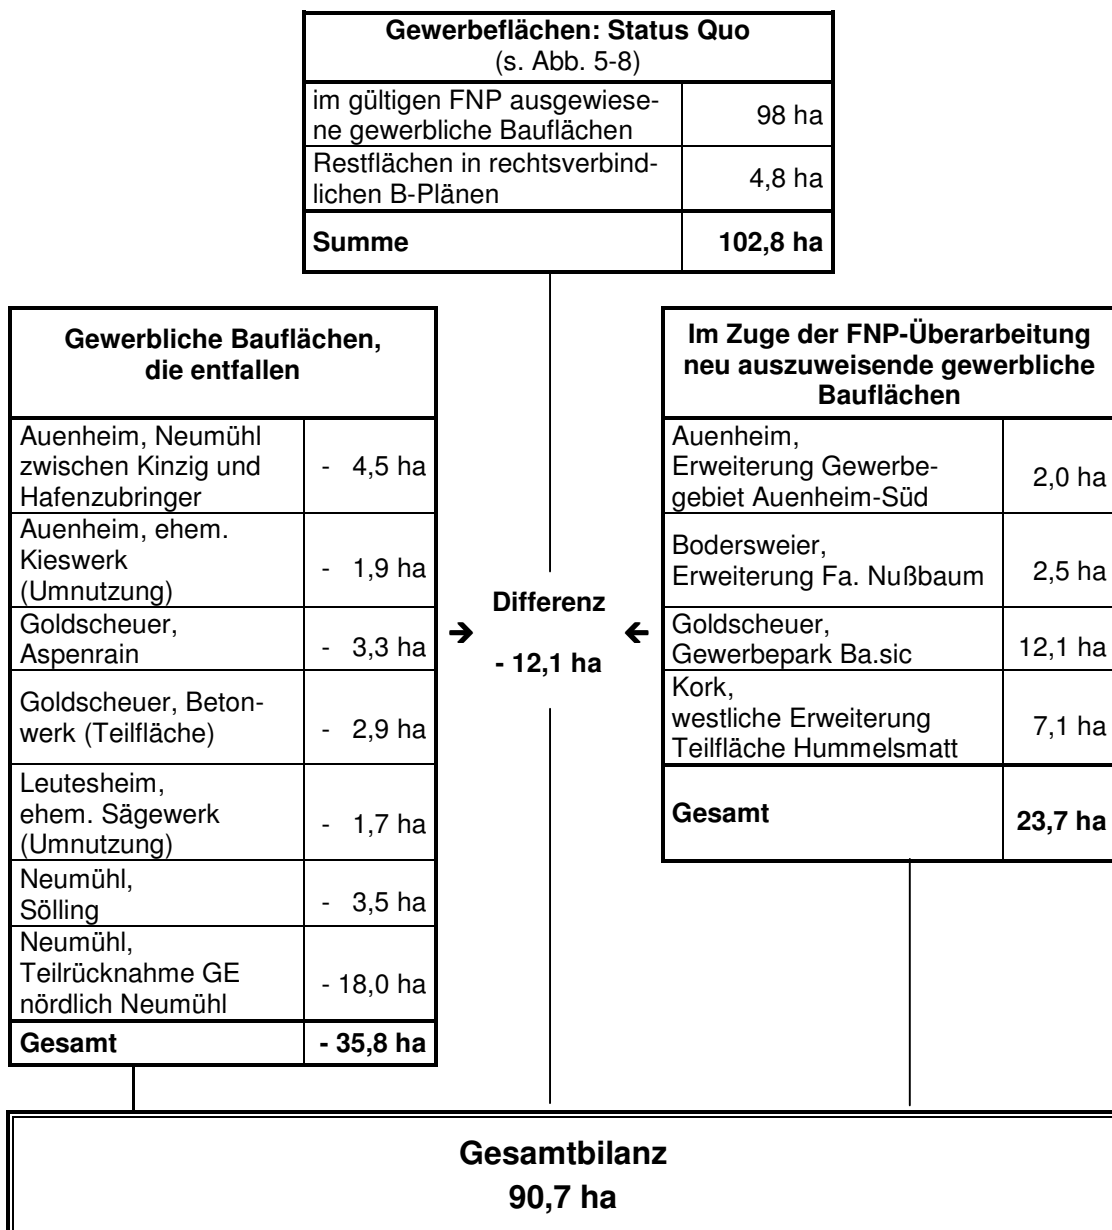 Gewerbeflächen: Status Quo
(s. Abb. 5-8)
im gültigen FNP ausgewiese-
ne gewerbliche Bauflächen
98 ha
Restflächen in rechtsverbind-
lichen B-Plänen
4,8 ha
Summe
102,8 ha
Gewerbliche Bauflächen,
die entfallen
Auenheim, Neumühl
zwischen Kinzig und
Hafenzubringer
- 4,5 ha
Auenheim, ehem.
Kieswerk
(Umnutzung)
- 1,9 ha
Goldscheuer,
Aspenrain
- 3,3 ha
Goldscheuer, Beton-
werk (Teilfläche)
- 2,9 ha
Leutesheim,
ehem. Sägewerk
(Umnutzung)
- 1,7 ha
Neumühl,
Sölling
- 3,5 ha
Neumühl,
Teilrücknahme GE
nördlich Neumühl
- 18,0 ha
Gesamt
- 35,8 ha
Differenz
➔ - 12,1 ha ➔
Im Zuge der FNP-Überarbeitung
neu auszuweisende gewerbliche
Bauflächen
Auenheim,
Erweiterung Gewerbe-
gebiet Auenheim-Süd
2,0 ha
Bodersweier,
Erweiterung Fa. Nußbaum
2,5 ha
Goldscheuer,
Gewerbepark Ba.sic
12,1 ha
Kork,
westliche Erweiterung
Teilfläche Hummelsmatt
7,1 ha
Gesamt
23,7 ha
Gesamtbilanz
90,7 ha